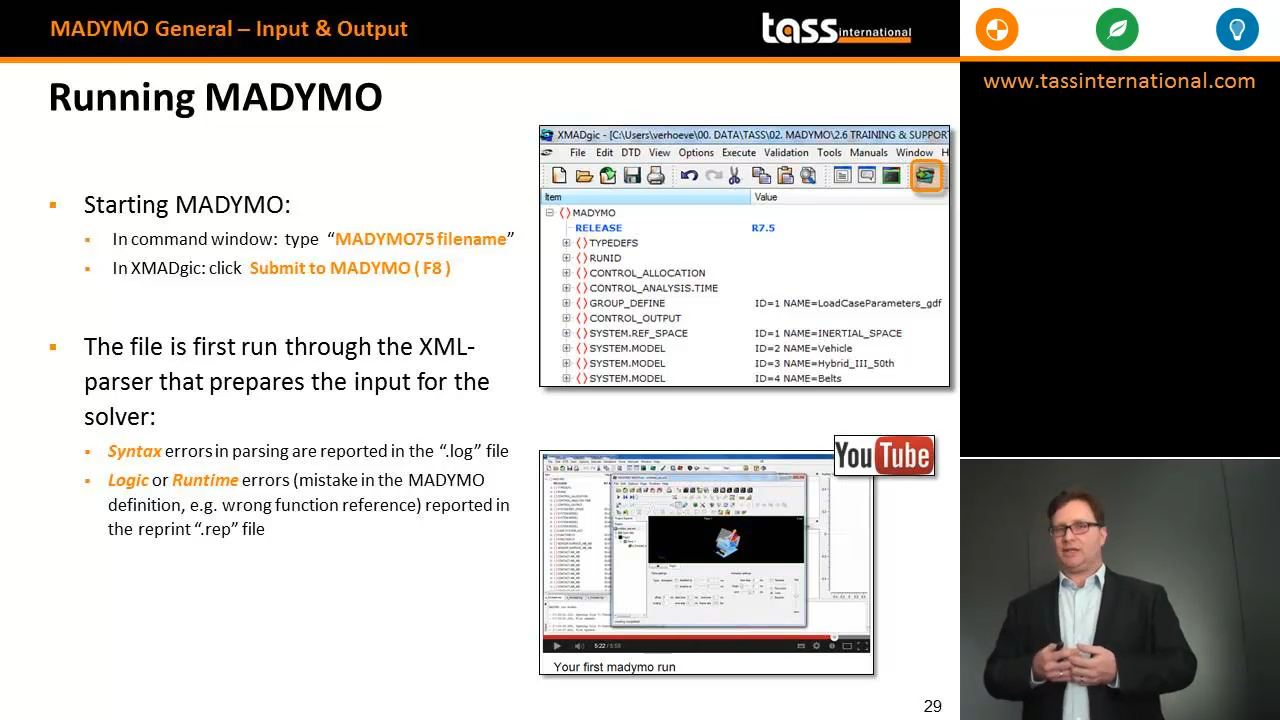 MADYMO General – Input & Output
tass international
www.tassinternational.com
Running MADYMO
Starting MADYMO:
In command window: type “MADYMO75 filename”
In XMADgic: click Submit to MADYMO ( F8 )
The file is first run through the XML-
parser that prepares the input for the
solver:
Syntax errors in parsing are reported in the “.log” file
Logic or Runtime errors (mistake in the MADYMO
definition, e.g. wrong function reference) reported in
the reprint “.rep” file
XMADgic - [C:\Users\verhoeve\00. DATA\TASS\02. MADYMO\2.6 TRAINING & SUPPORT
File Edit DTD View Options Execute Validation Tools Manuals Window H
Item Value
MADYMO
RELEASE R7.5
TYPEDEFS
RUNID
CONTROL_ALLOCATION
CONTROL_ANALYSIS.TIME
GROUP_DEFINE ID=1 NAME=LoadCaseParameters_gdf
CONTROL_OUTPUT
SYSTEM.REF_SPACE ID=1 NAME=INERTIAL_SPACE
SYSTEM.MODEL ID=2 NAME=Vehicle
SYSTEM.MODEL ID=3 NAME=Hybrid_III_50th
SYSTEM.MODEL ID=4 NAME=Belts
YouTube
5:22 / 5:58
Your first madymo run
29